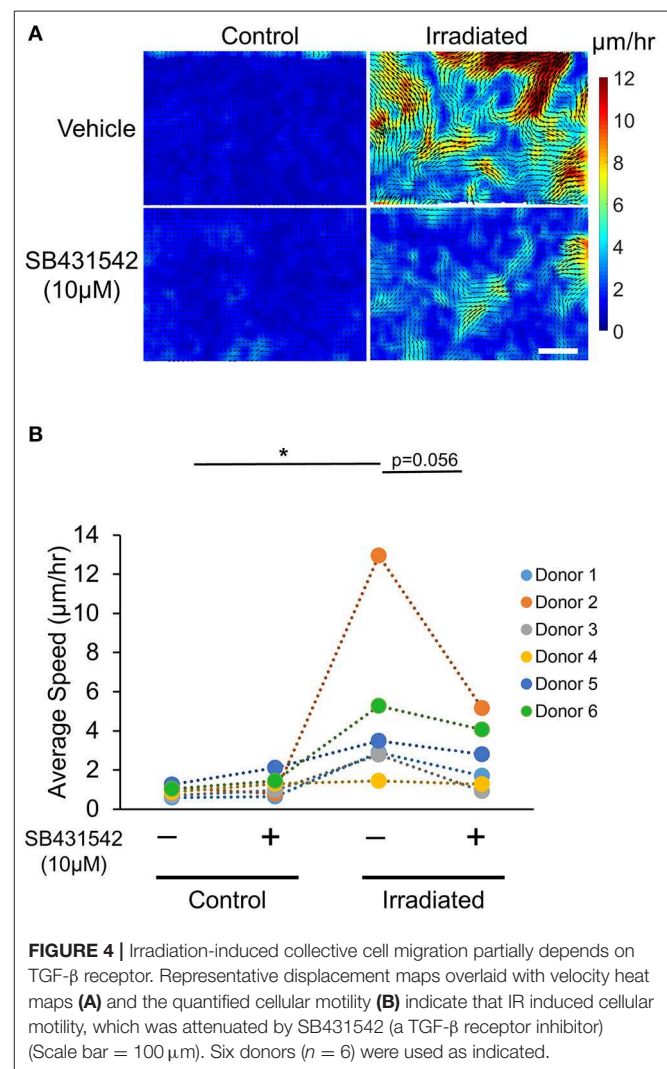 A
Control
Irradiated
µm/hr
Vehicle
SB431542
(10µM)
12
10
8
6
4
2
0
B
*
p=0.056
Average Speed (µm/hr)
14
12
10
8
6
4
2
0
Donor 1
Donor 2
Donor 3
Donor 4
Donor 5
Donor 6
SB431542
(10µM)
− + − +
Control Irradiated
FIGURE 4 | Irradiation-induced collective cell migration partially depends on
TGF-β receptor. Representative displacement maps overlaid with velocity heat
maps (A) and the quantified cellular motility (B) indicate that IR induced cellular
motility, which was attenuated by SB431542 (a TGF-β receptor inhibitor)
(Scale bar = 100 µm). Six donors (n = 6) were used as indicated.